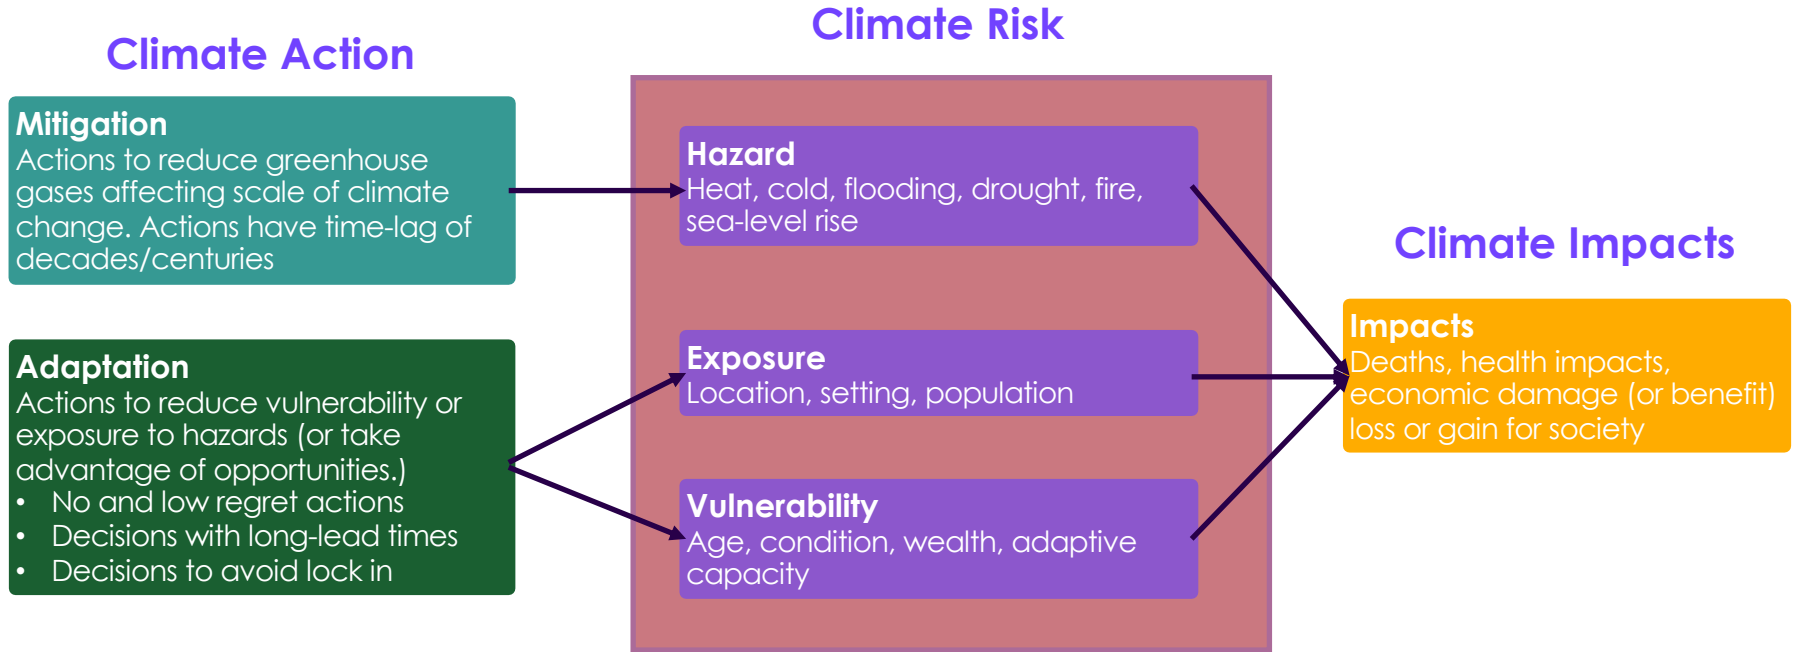 Climate Action
Mitigation
Actions to reduce greenhouse
gases affecting scale of climate
change. Actions have time-lag of
decades/centuries
Adaptation
Actions to reduce vulnerability or
exposure to hazards (or take
advantage of opportunities.)
• No and low regret actions
• Decisions with long-lead times
• Decisions to avoid lock in
Climate Risk
Hazard
Heat, cold, flooding, drought, fire,
sea-level rise
Exposure
Location, setting, population
Vulnerability
Age, condition, wealth, adaptive
capacity
Climate Impacts
Impacts
Deaths, health impacts,
economic damage (or benefit)
loss or gain for society